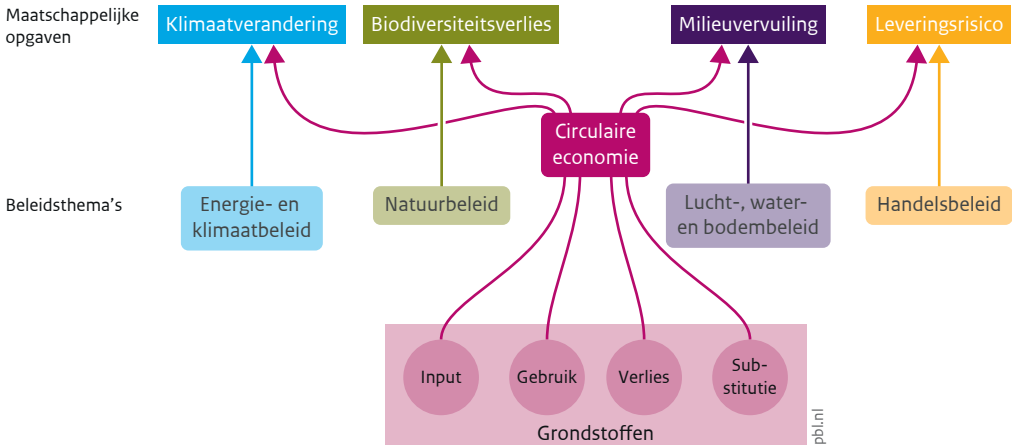 Maatschappelijke
opgaven
Klimaatverandering
Biodiversiteitsverlies
Milieuvervuiling
Leveringsrisico
Circulaire
economie
Beleidsthema’s
Energie- en
klimaatbeleid
Natuurbeleid
Lucht-, water-
en bodembeleid
Handelsbeleid
Input
Gebruik
Verlies
Sub-
stitutie
Grondstoffen
pbl.nl